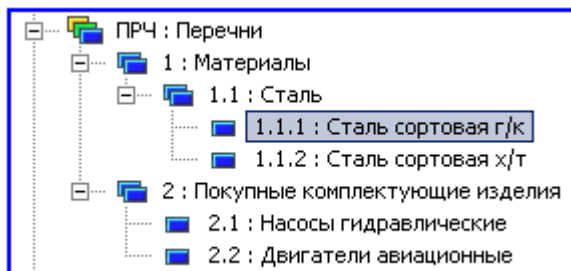 ПРЧ : Перечни
1 : Материалы
1.1 : Сталь
1.1.1 : Сталь сортовая г/к
1.1.2 : Сталь сортовая х/т
2 : Покупные комплектующие изделия
2.1 : Насосы гидравлические
2.2 : Двигатели авиационные